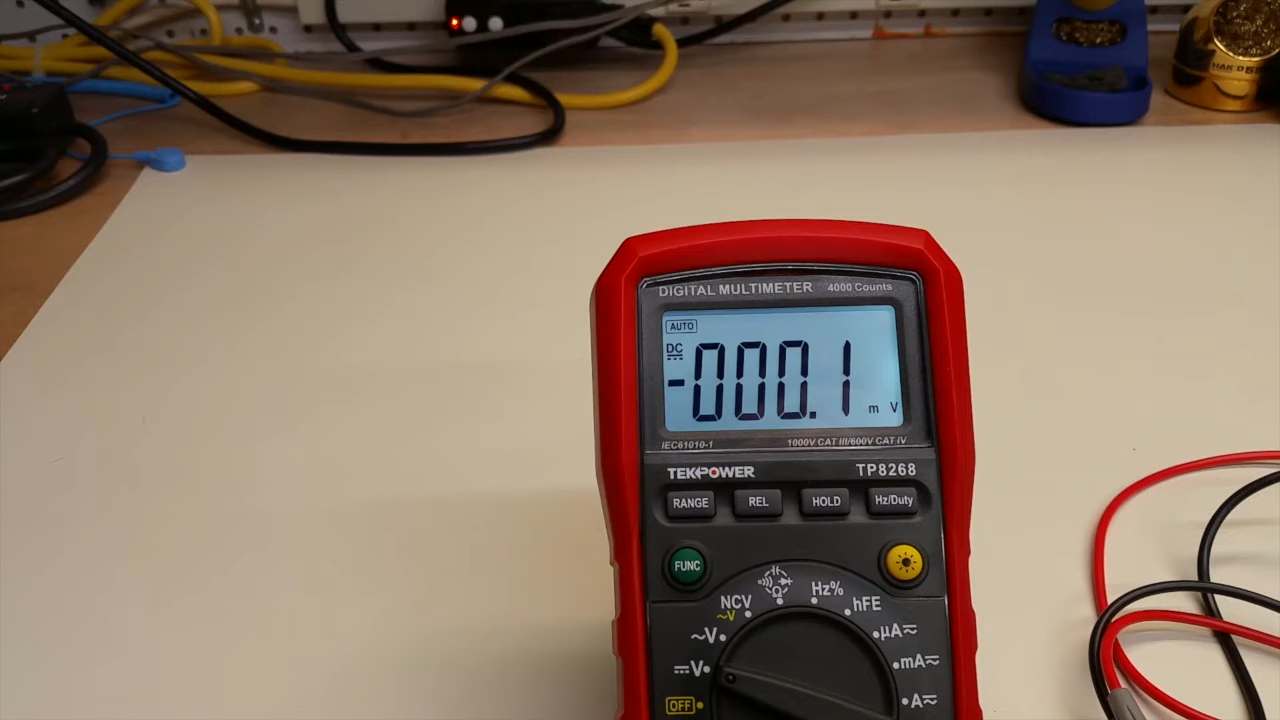 HAK
DIGITAL MULTIMETER 4000 Counts
AUTO
DC
-000.1 m V
IEC61010-1 1000V CAT III/600V CAT IV
TEKPOWER TP8268
RANGE REL HOLD Hz/Duty
FUNC
NCV Ω Hz% hFE
~V
~V μA
⎓V mA
OFF A